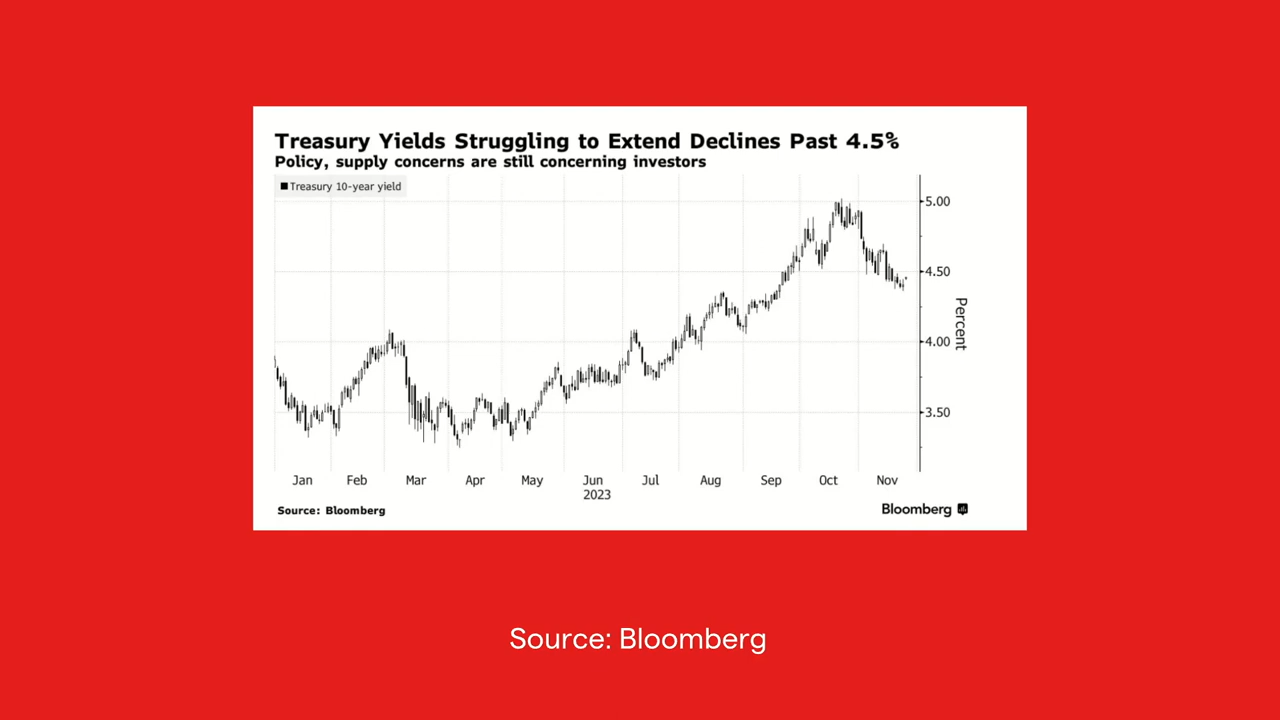 Treasury Yields Struggling to Extend Declines Past 4.5%
Policy, supply concerns are still concerning investors
Treasury 10-year yield
5.00
4.50
4.00
3.50
Percent
Jan Feb Mar Apr May Jun Jul Aug Sep Oct Nov
2023
Source: Bloomberg
Bloomberg
Source: Bloomberg